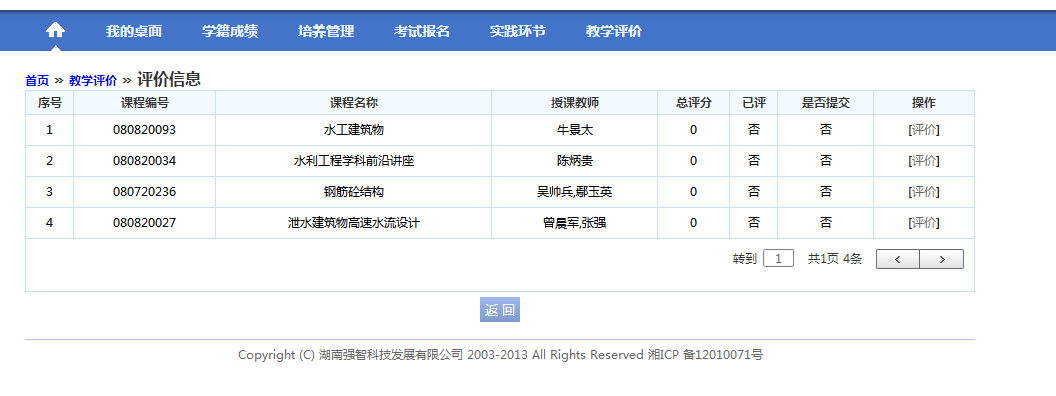 我的桌面 学籍成绩 培养管理 考试报名 实践环节 教学评价
首页 » 教学评价 » 评价信息
序号 课程编号 课程名称 授课教师 总评分 已评 是否提交 操作
1 080820093 水工建筑物 牛景太 0 否 否 [评价]
2 080820034 水利工程学科前沿讲座 陈炳贵 0 否 否 [评价]
3 080720236 钢筋砼结构 吴帅兵,鄢玉英 0 否 否 [评价]
4 080820027 泄水建筑物高速水流设计 曾晨军,张强 0 否 否 [评价]
转到 1 共1页 4条 < >
返 回
Copyright (C) 湖南强智科技发展有限公司 2003-2013 All Rights Reserved 湘ICP 备12010071号